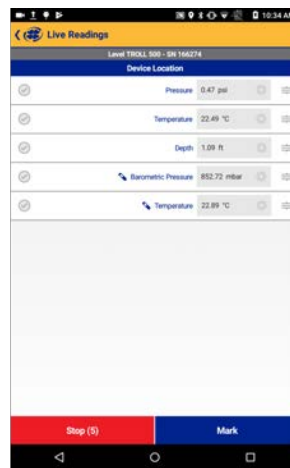 10:34 AM
Live Readings
Level TROLL 500 - SN 166274
Device Location
Pressure 0.47 psi
Temperature 22.49 °C
Depth 1.09 ft
Barometric Pressure 852.72 mbar
Temperature 22.89 °C
Stop (5)
Mark